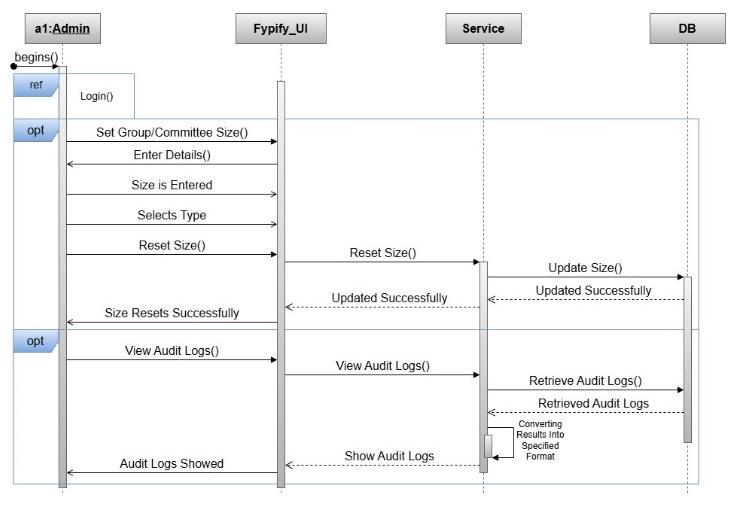 a1:Admin
Fypify_UI
Service
DB
begins()
ref
Login()
opt
Set Group/Committee Size()
Enter Details()
Size is Entered
Selects Type
Reset Size()
Reset Size()
Update Size()
Updated Successfully
Updated Successfully
Size Resets Successfully
opt
View Audit Logs()
View Audit Logs()
Retrieve Audit Logs()
Retrieved Audit Logs
Converting
Results Into
Specified
Format
Show Audit Logs
Audit Logs Showed